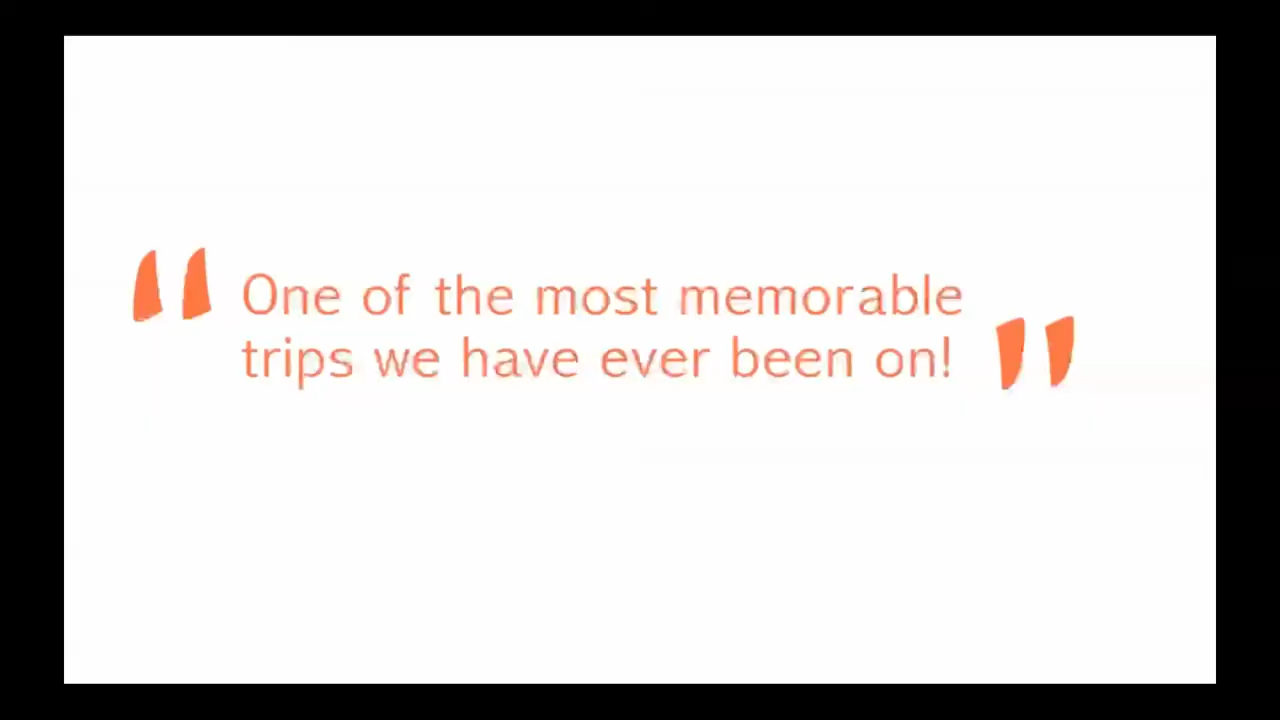 “One of the most memorable
trips we have ever been on!”